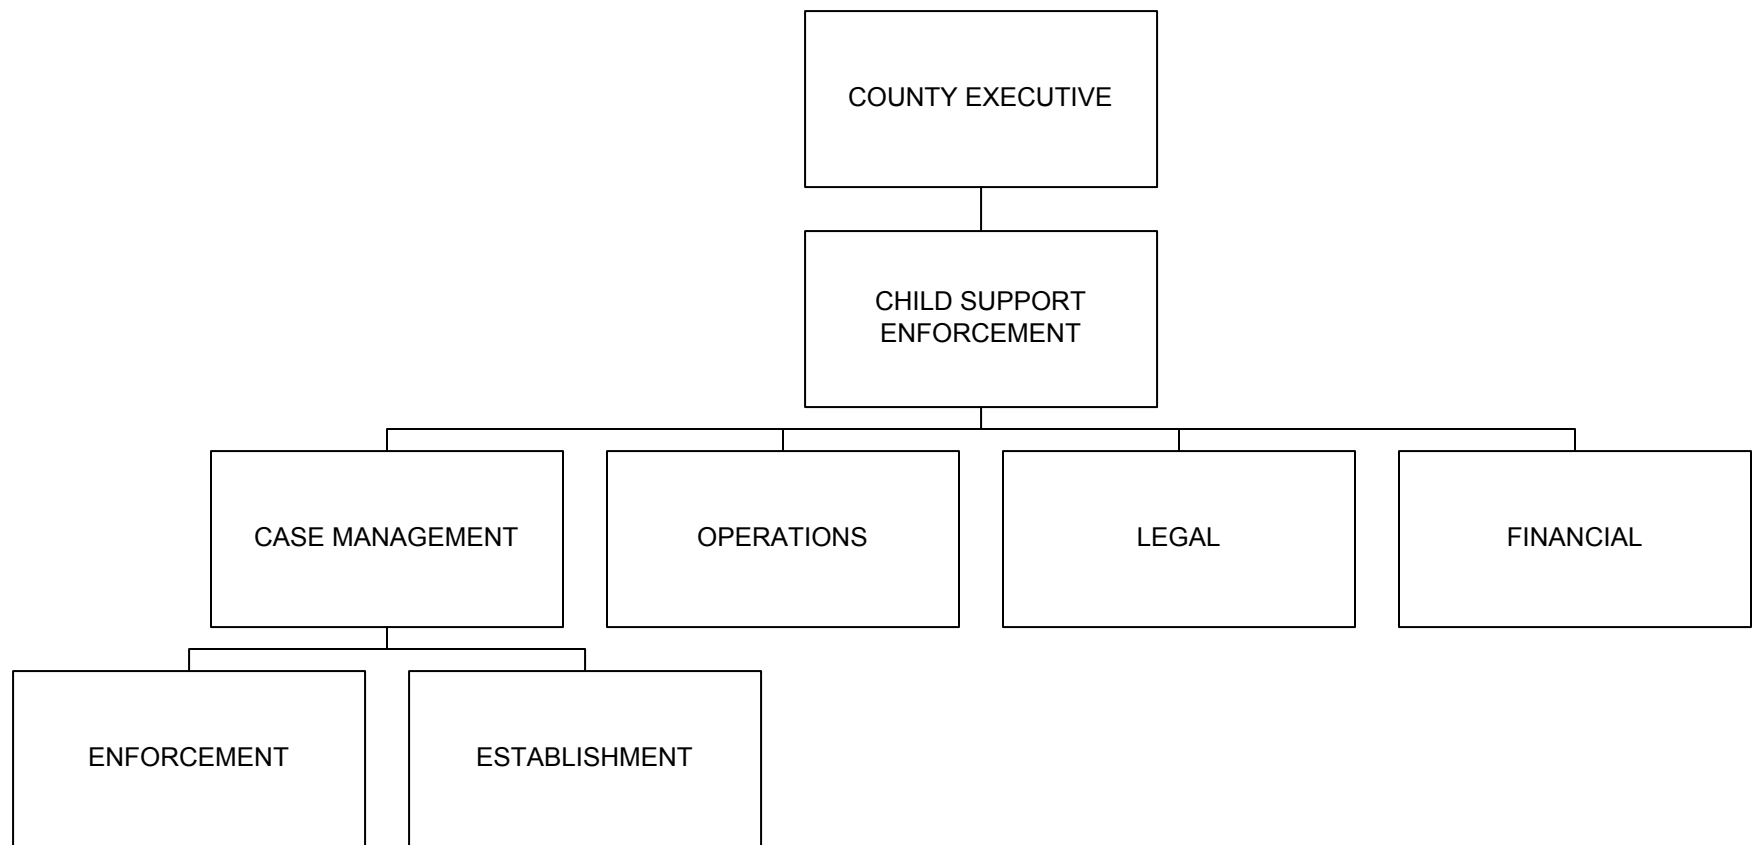 COUNTY EXECUTIVE
CHILD SUPPORT
ENFORCEMENT
CASE MANAGEMENT
OPERATIONS
LEGAL
FINANCIAL
ENFORCEMENT
ESTABLISHMENT